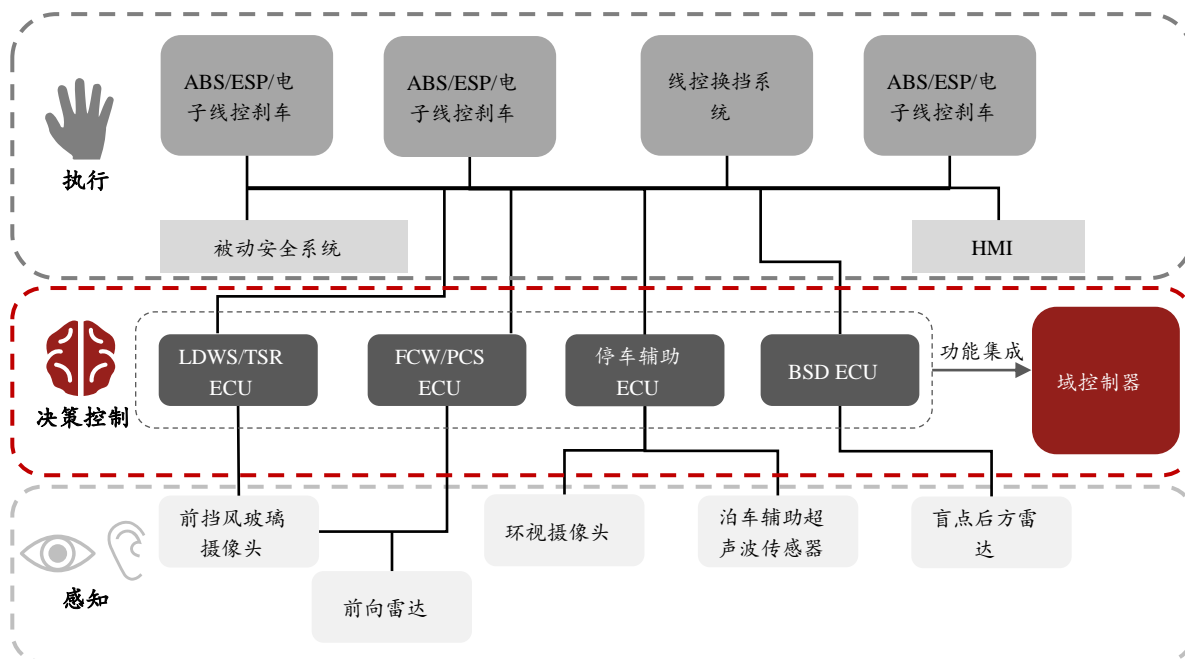 ABS/ESP/电
子线控刹车
ABS/ESP/电
子线控刹车
线控换挡系
统
ABS/ESP/电
子线控刹车
执行
被动安全系统
HMI
LDWS/TSR
ECU
FCW/PCS
ECU
停车辅助
ECU
BSD ECU
功能集成
域控制器
决策控制
前挡风玻璃
摄像头
环视摄像头
泊车辅助超
声波传感器
盲点后方雷
达
感知
前向雷达